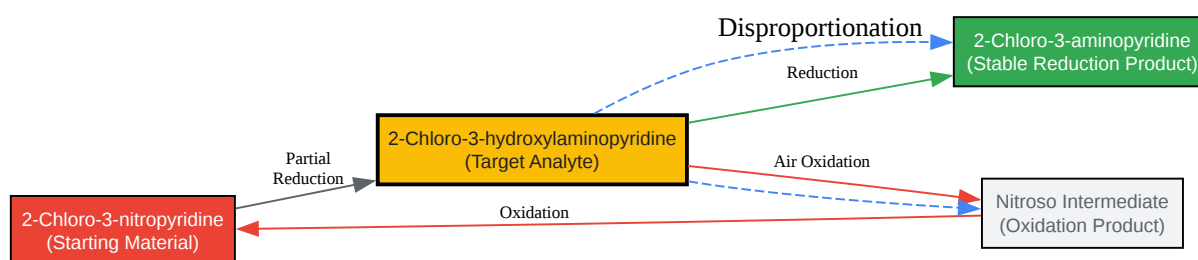 Disproportionation
2-Chloro-3-aminopyridine
(Stable Reduction Product)
Reduction
2-Chloro-3-hydroxylaminopyridine
(Target Analyte)
Partial
Reduction
Air Oxidation
2-Chloro-3-nitropyridine
(Starting Material)
Oxidation
Nitroso Intermediate
(Oxidation Product)